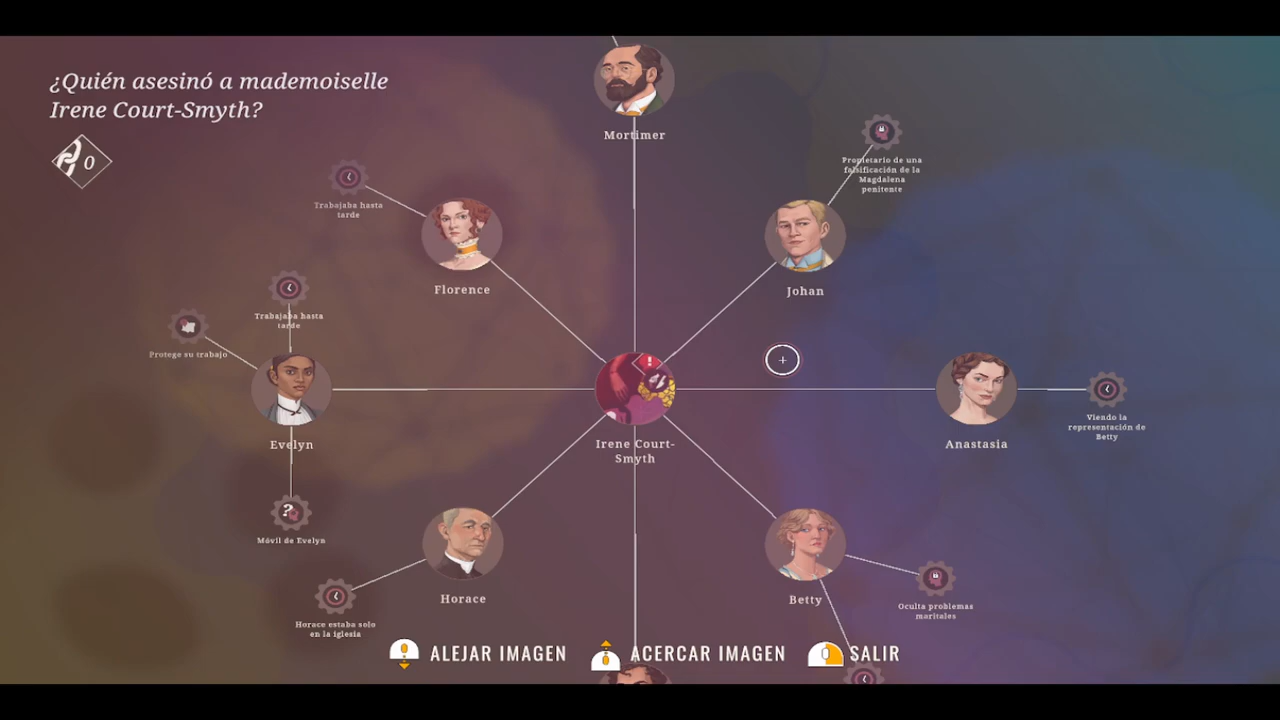 ¿Quién asesinó a mademoiselle
Irene Court-Smyth?
0
Mortimer
Propietario de una
falsificación de la
Magdalena
penitente
Trabajaba hasta
tarde
Florence
Johan
Trabajaba hasta
tarde
Protege su trabajo
Evelyn
Irene Court-
Smyth
Anastasia
Viendo la
representación de
Betty
Móvil de Evelyn
Horace
Betty
Horace estaba solo
en la iglesia
Oculta problemas
maritales
ALEJAR IMAGEN
ACERCAR IMAGEN
SALIR